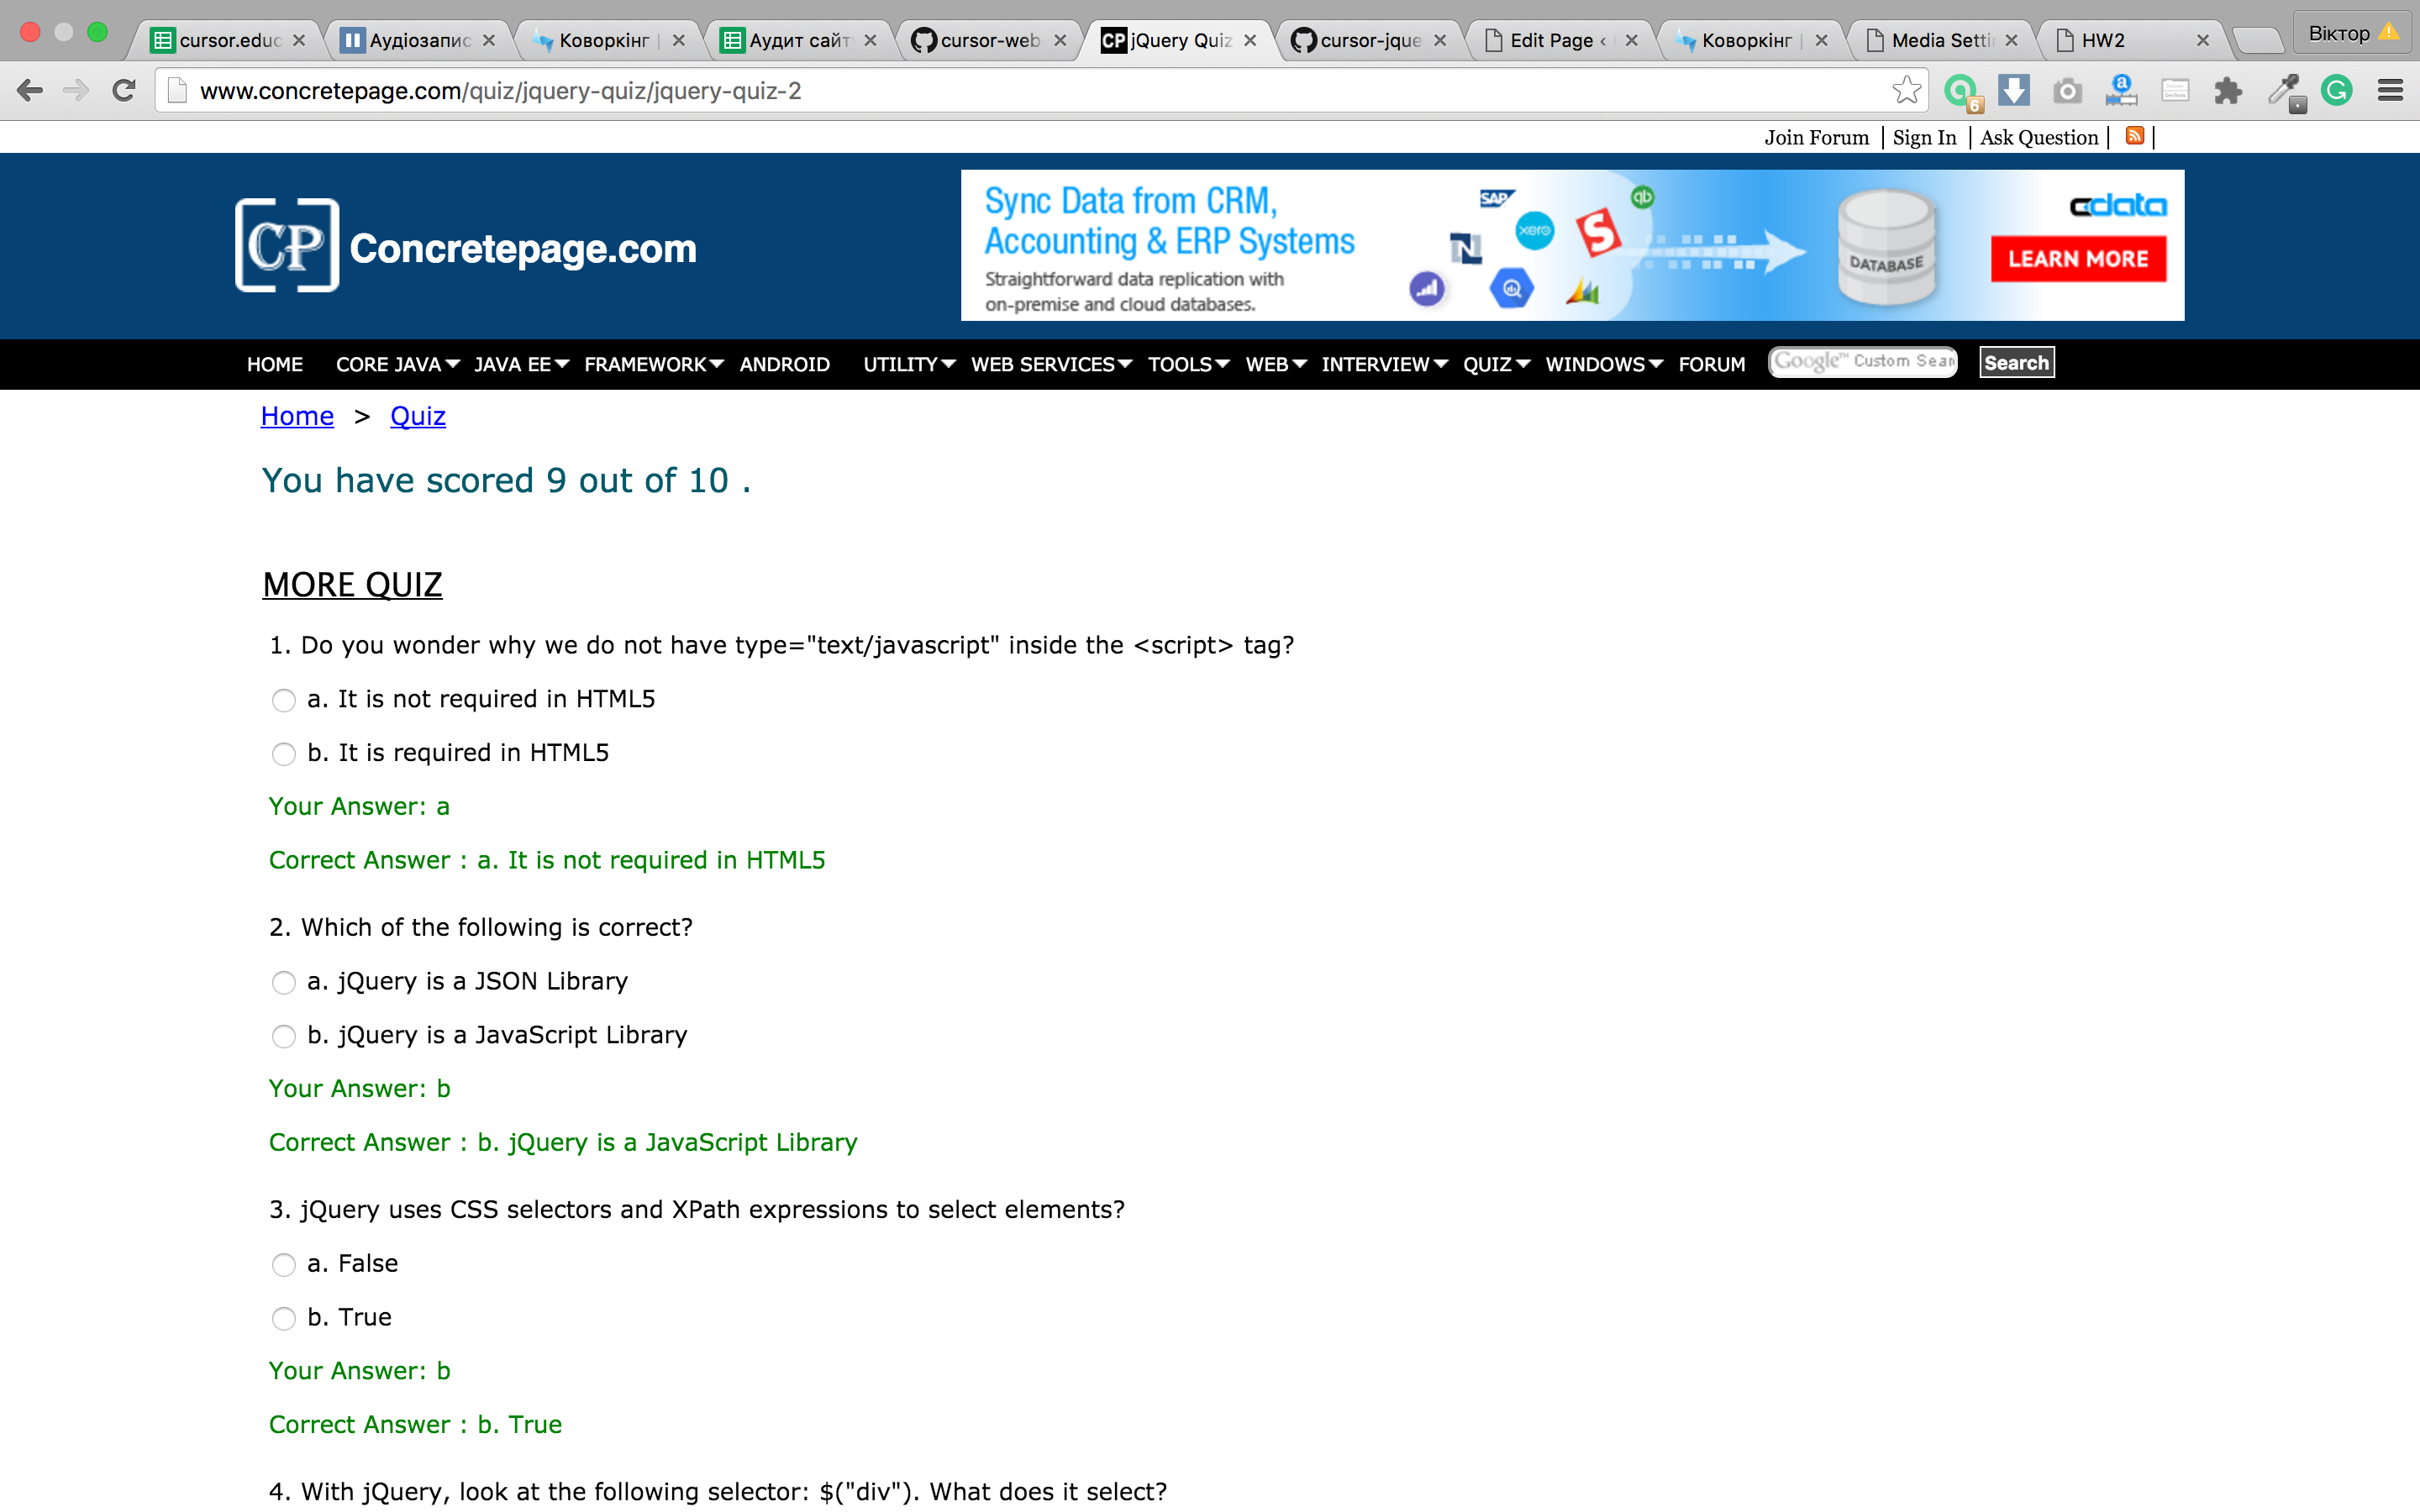 cursor.educ
Аудіозапис
Коворкінг |
Аудит сайт
cursor-web
CP jQuery Quiz
cursor-jque
Edit Page ‹
Коворкінг |
Media Setti
HW2
Віктор
www.concretepage.com/quiz/jquery-quiz/jquery-quiz-2
6
a
G
Join Forum | Sign In | Ask Question |
CP Concretepage.com
Sync Data from CRM,
Accounting & ERP Systems
Straightforward data replication with
on-premise and cloud databases.
SAP
qb
xero
N
S
DATABASE
cdata
LEARN MORE
HOME CORE JAVA JAVA EE FRAMEWORK ANDROID UTILITY WEB SERVICES TOOLS WEB INTERVIEW QUIZ WINDOWS FORUM Google™ Custom Sear Search
Home > Quiz
You have scored 9 out of 10 .
MORE QUIZ
1. Do you wonder why we do not have type="text/javascript" inside the <script> tag?
a. It is not required in HTML5
b. It is required in HTML5
Your Answer: a
Correct Answer : a. It is not required in HTML5
2. Which of the following is correct?
a. jQuery is a JSON Library
b. jQuery is a JavaScript Library
Your Answer: b
Correct Answer : b. jQuery is a JavaScript Library
3. jQuery uses CSS selectors and XPath expressions to select elements?
a. False
b. True
Your Answer: b
Correct Answer : b. True
4. With jQuery, look at the following selector: $("div"). What does it select?